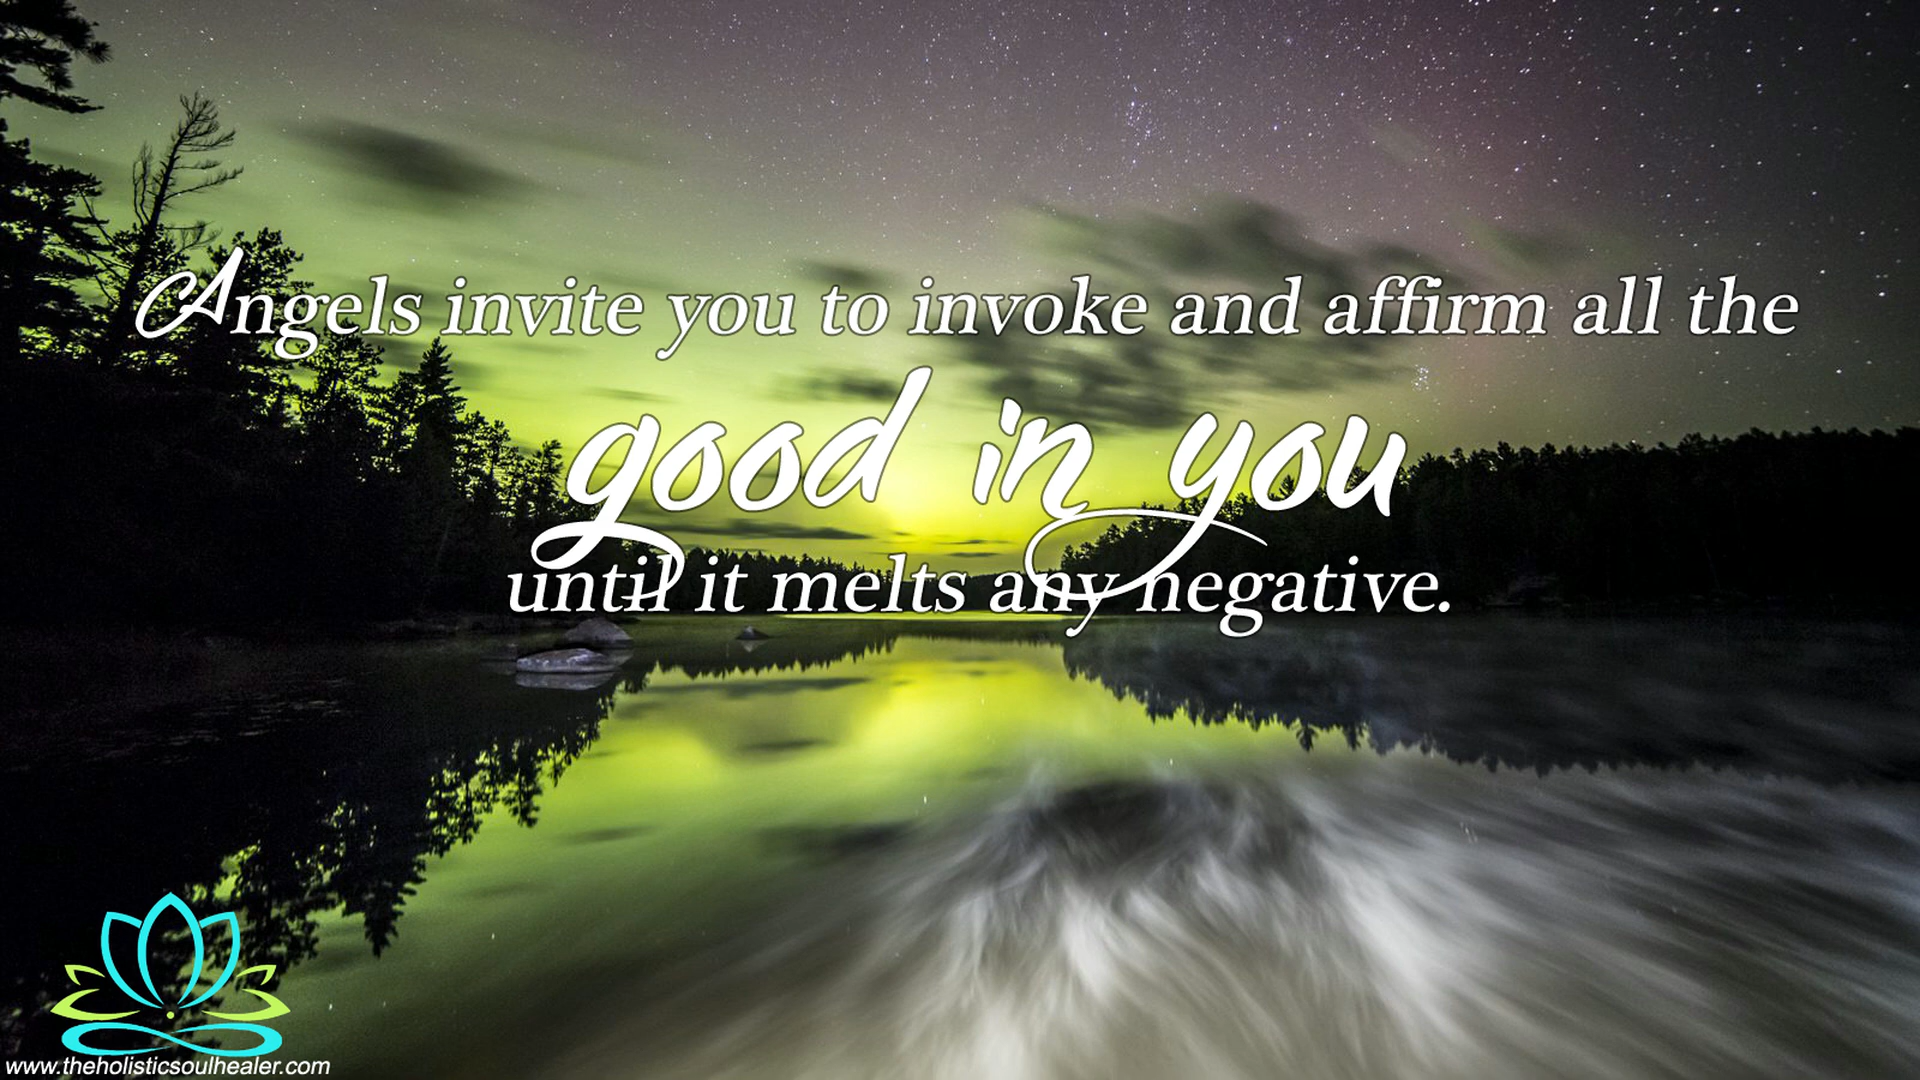 Angels invite you to invoke and affirm all the
good in you
until it melts any negative.
www.theholisticsoulhealer.com